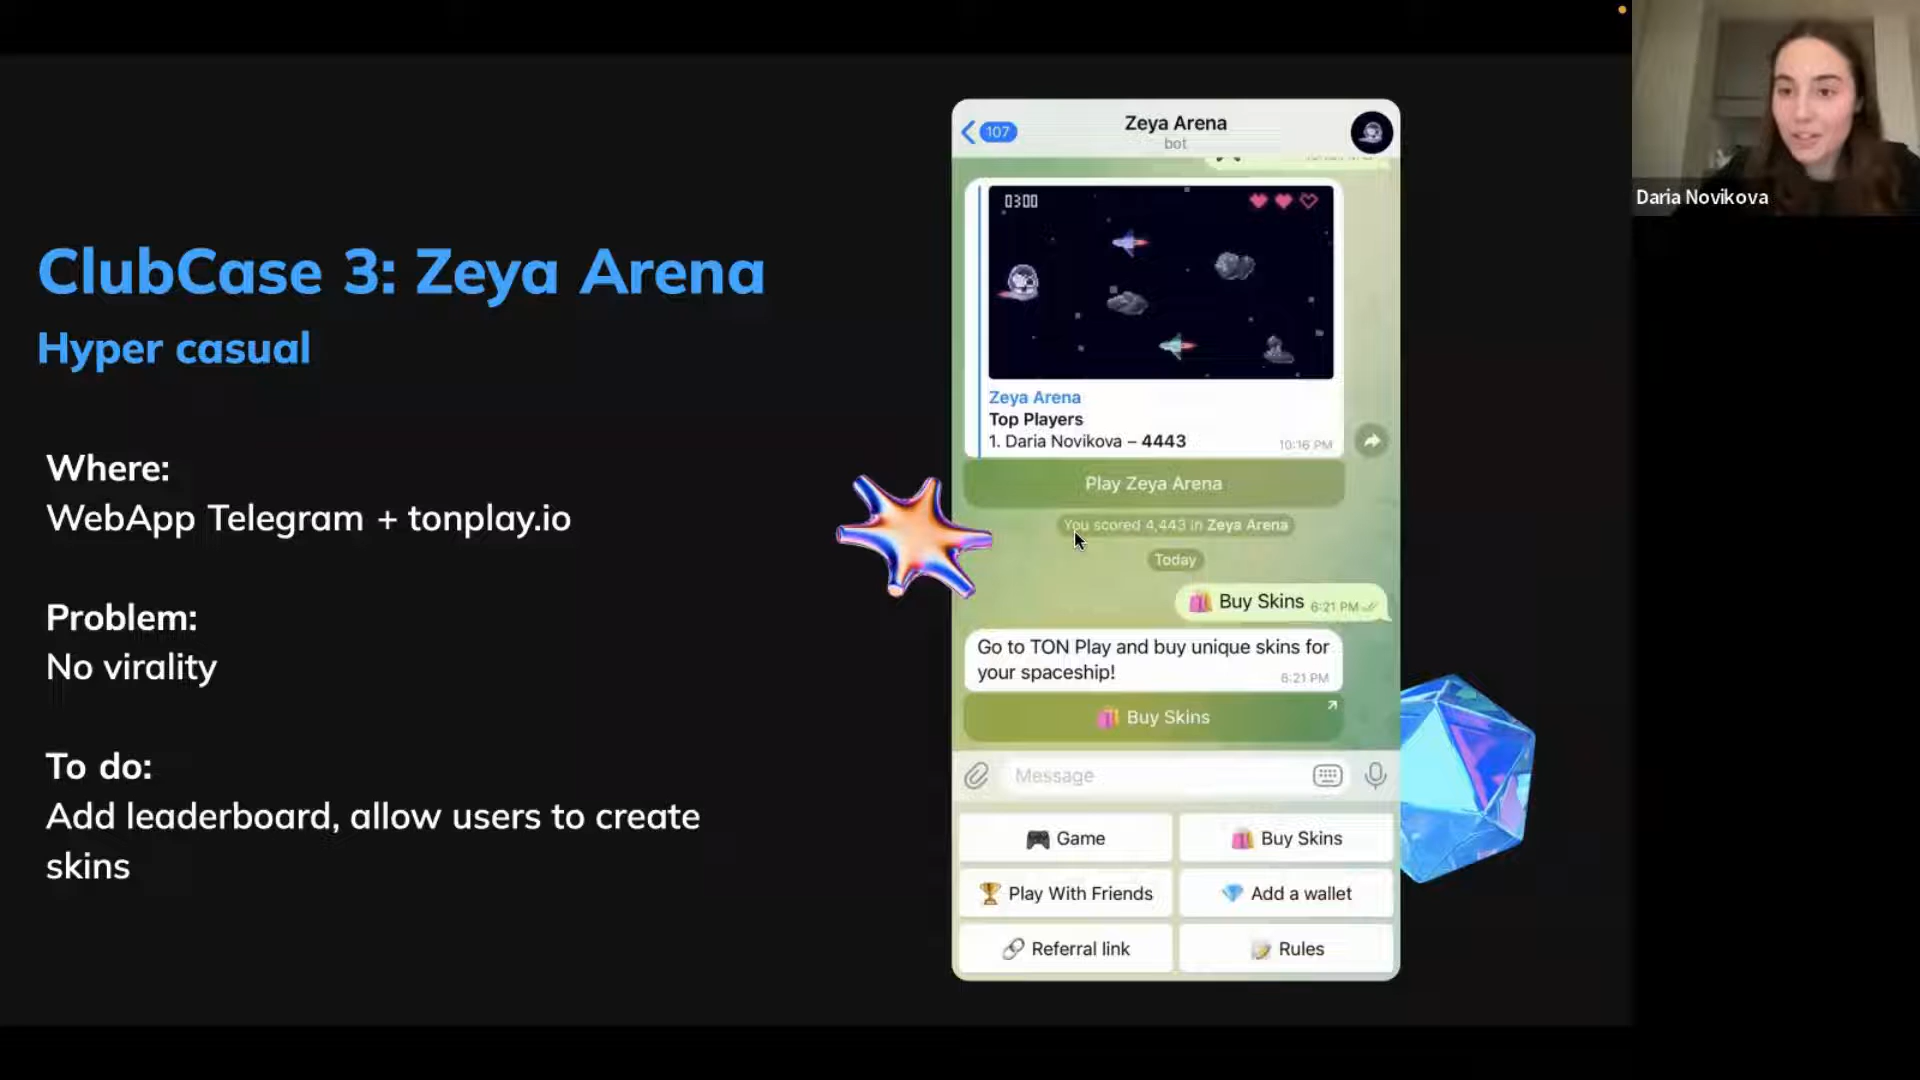 ClubCase 3: Zeya Arena
Hyper casual
Where:
WebApp Telegram + tonplay.io
Problem:
No virality
To do:
Add leaderboard, allow users to create
skins
107
Zeya Arena
bot
0300
Zeya Arena
Top Players
1. Daria Novikova – 4443
10:16 PM
Play Zeya Arena
You scored 4,443 in Zeya Arena
Today
Buy Skins 6:21 PM
Go to TON Play and buy unique skins for
your spaceship!
6:21 PM
Buy Skins
Message
Game
Buy Skins
Play With Friends
Add a wallet
Referral link
Rules
Daria Novikova